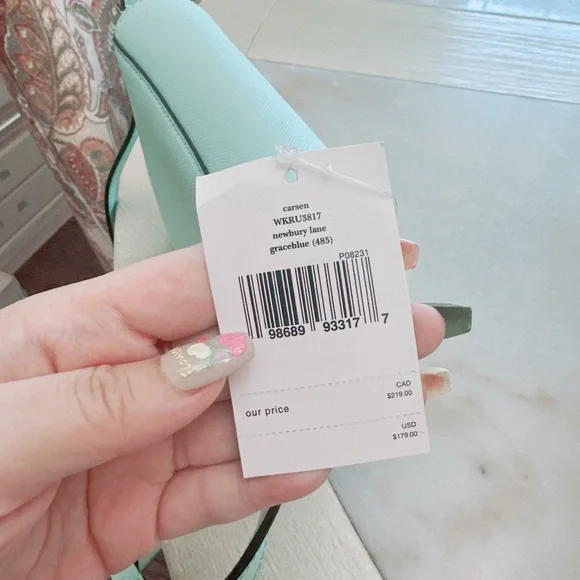 carsen
WKRU3817
newbury lane
graceblue (485)
P08231
98689 93317 7
CAD
our price $219.00
USD
$179.00